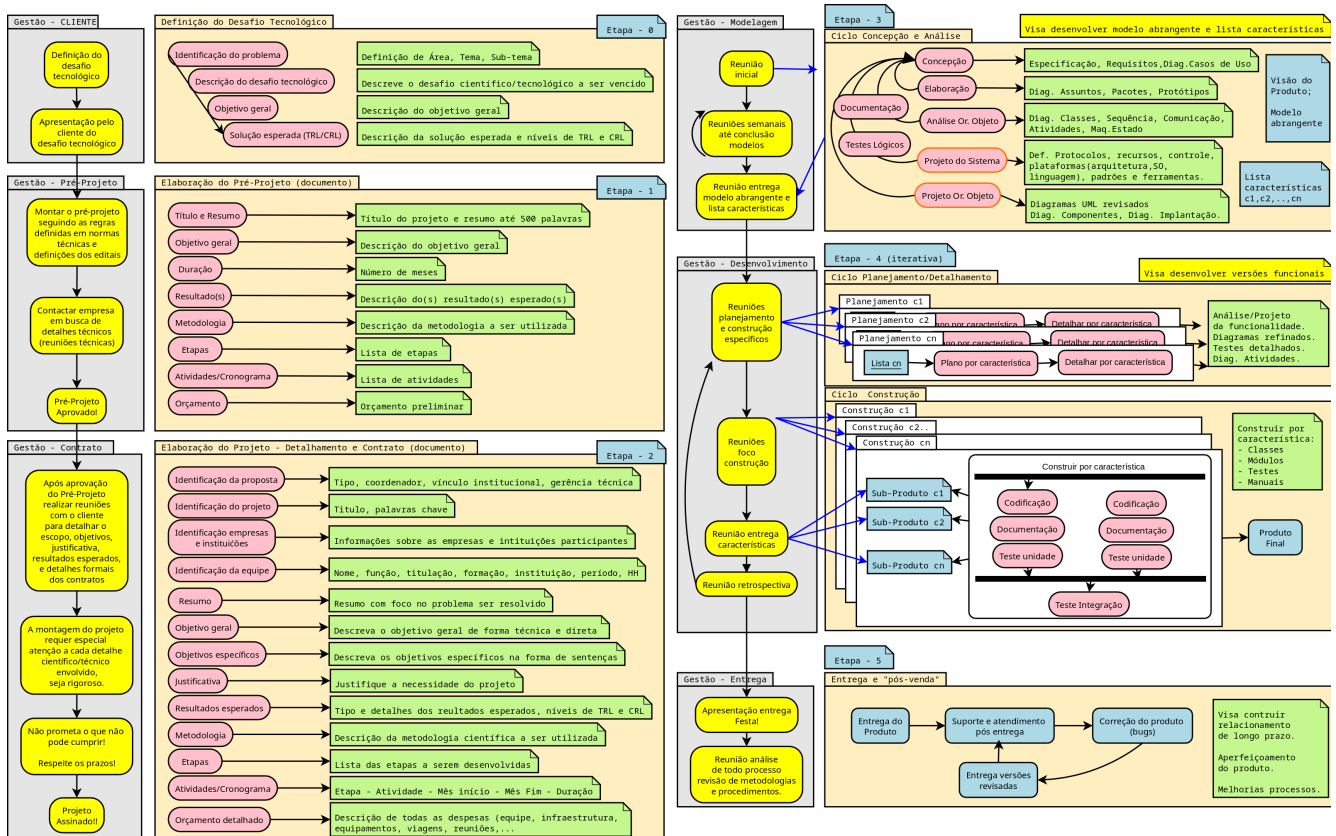 Gestão - CLIENTE
Definição do
desafio
tecnológico
Apresentação pelo
cliente do
desafio tecnológico
Definição do Desafio Tecnológico
Etapa - 0
Identificação do problema
Definição de Área, Tema, Sub-tema
Descrição do desafio tecnológico
Descreve o desafio científico/tecnológico a ser vencido
Objetivo geral
Descrição do objetivo geral
Solução esperada (TRL/CRL)
Descrição da solução esperada e níveis de TRL e CRL
Gestão - Pré-Projeto
Montar o pré-projeto
seguindo as regras
definidas em normas
técnicas e
definições dos editais
Contactar empresa
em busca de
detalhes técnicos
(reuniões técnicas)
Pré-Projeto
Aprovado!
Elaboração do Pré-Projeto (documento)
Etapa - 1
Título e Resumo
Titulo do projeto e resumo até 500 palavras
Objetivo geral
Descrição do objetivo geral
Duração
Número de meses
Resultado(s)
Descrição do(s) resultado(s) esperado(s)
Metodologia
Descrição da metodologia a ser utilizada
Etapas
Lista de etapas
Atividades/Cronograma
Lista de atividades
Orçamento
Orçamento preliminar
Gestão - Contrato
Após aprovação
do Pré-Projeto
realizar reuniões
com o cliente
para detalhar o
escopo, objetivos,
justificativa,
resultados esperados,
e detalhes formais
dos contratos
A montagem do projeto
requer especial
atenção a cada detalhe
científico/técnico
envolvido,
seja rigoroso.
Não prometa o que não
pode cumprir!
Respeite os prazos!
Projeto
Assinado!!
Elaboração do Projeto - Detalhamento e Contrato (documento)
Etapa - 2
Identificação da proposta
Tipo, coordenador, vínculo institucional, gerência técnica
Identificação do projeto
Titulo, palavras chave
Identificação empresas
e instituições
Informações sobre as empresas e intituições participantes
Identificação da equipe
Nome, função, titulação, formação, instituição, período, HH
Resumo
Resumo com foco no problema ser resolvido
Objetivo geral
Descreva o objetivo geral de forma técnica e direta
Objetivos específicos
Descreva os objetivos específicos na forma de sentenças
Justificativa
Justifique a necessidade do projeto
Resultados esperados
Tipo e detalhes dos reultados esperados, níveis de TRL e CRL
Metodologia
Descrição da metodologia científica a ser utilizada
Etapas
Lista das etapas a serem desenvolvidas
Atividades/Cronograma
Etapa - Atividade - Mês início - Mês Fim - Duração
Orçamento detalhado
Descrição de todas as despesas (equipe, infraestrutura,
equipamentos, viagens, reuniões,...
Gestão - Modelagem
Reunião
inicial
Reuniões semanais
até conclusão
modelos
Reunião entrega
modelo abrangente e
lista características
Etapa - 3
Visa desenvolver modelo abrangente e lista características
Ciclo Concepção e Análise
Concepção
Especificação, Requisitos,Diag.Casos de Uso
Elaboração
Diag. Assuntos, Pacotes, Protótipos
Documentação
Análise Or. Objeto
Diag. Classes, Sequência, Comunicação,
Atividades, Maq.Estado
Testes Lógicos
Projeto do Sistema
Def. Protocolos, recursos, controle,
plataformas(arquitetura,SO,
linguagem), padrões e ferramentas.
Projeto Or. Objeto
Diagramas UML revisados
Diag. Componentes, Diag. Implantação.
Visão do
Produto;
Modelo
abrangente
Lista
características
c1,c2,..,cn
Gestão - Desenvolvimento
Reuniões
planejamento
e construção
específicos
Reuniões
foco
construção
Reunião entrega
características
Reunião retrospectiva
Etapa - 4 (iterativa)
Visa desenvolver versões funcionais
Ciclo Planejamento/Detalhamento
Planejamento c1
Plano por característica
Detalhar por característica
Planejamento c2
Plano por característica
Detalhar por característica
Planejamento cn
Lista cn
Plano por característica
Detalhar por característica
Análise/Projeto
da funcionalidade.
Diagramas refinados.
Testes detalhados.
Diag. Atividades.
Ciclo Construção
Construção c1
Construção c2..
Construção cn
Sub-Produto c1
Sub-Produto c2
Sub-Produto cn
Construir por característica
Codificação
Documentação
Teste unidade
Codificação
Documentação
Teste unidade
Teste Integração
Construir por
característica:
- Classes
- Módulos
- Testes
- Manuais
Produto
Final
Gestão - Entrega
Apresentação entrega
Festa!
Reunião análise
de todo processo
revisão de metodologias
e procedimentos.
Etapa - 5
Entrega e "pós-venda"
Entrega do
Produto
Suporte e atendimento
pós entrega
Correção do produto
(bugs)
Entrega versões
revisadas
Visa contruir
relacionamento
de longo prazo.
Aperfeiçoamento
do produto.
Melhorias processos.